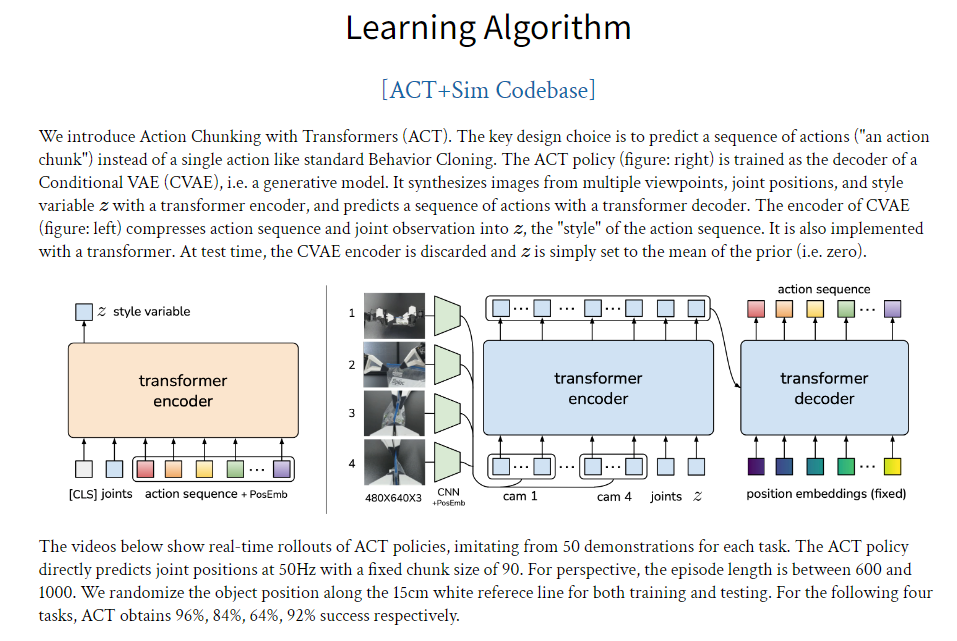 Learning Algorithm
[ACT+Sim Codebase]
We introduce Action Chunking with Transformers (ACT). The key design choice is to predict a sequence of actions ("an action
chunk") instead of a single action like standard Behavior Cloning. The ACT policy (figure: right) is trained as the decoder of a
Conditional VAE (CVAE), i.e. a generative model. It synthesizes images from multiple viewpoints, joint positions, and style
variable z with a transformer encoder, and predicts a sequence of actions with a transformer decoder. The encoder of CVAE
(figure: left) compresses action sequence and joint observation into z, the "style" of the action sequence. It is also implemented
with a transformer. At test time, the CVAE encoder is discarded and z is simply set to the mean of the prior (i.e. zero).
z style variable
transformer
encoder
[CLS] joints action sequence + PosEmb
1
2
3
4
480X640X3
CNN
+PosEmb
... ... ...
transformer
encoder
... ... ...
cam 1 cam 4 joints z
action sequence
...
transformer
decoder
...
position embeddings (fixed)
The videos below show real-time rollouts of ACT policies, imitating from 50 demonstrations for each task. The ACT policy
directly predicts joint positions at 50Hz with a fixed chunk size of 90. For perspective, the episode length is between 600 and
1000. We randomize the object position along the 15cm white referece line for both training and testing. For the following four
tasks, ACT obtains 96%, 84%, 64%, 92% success respectively.